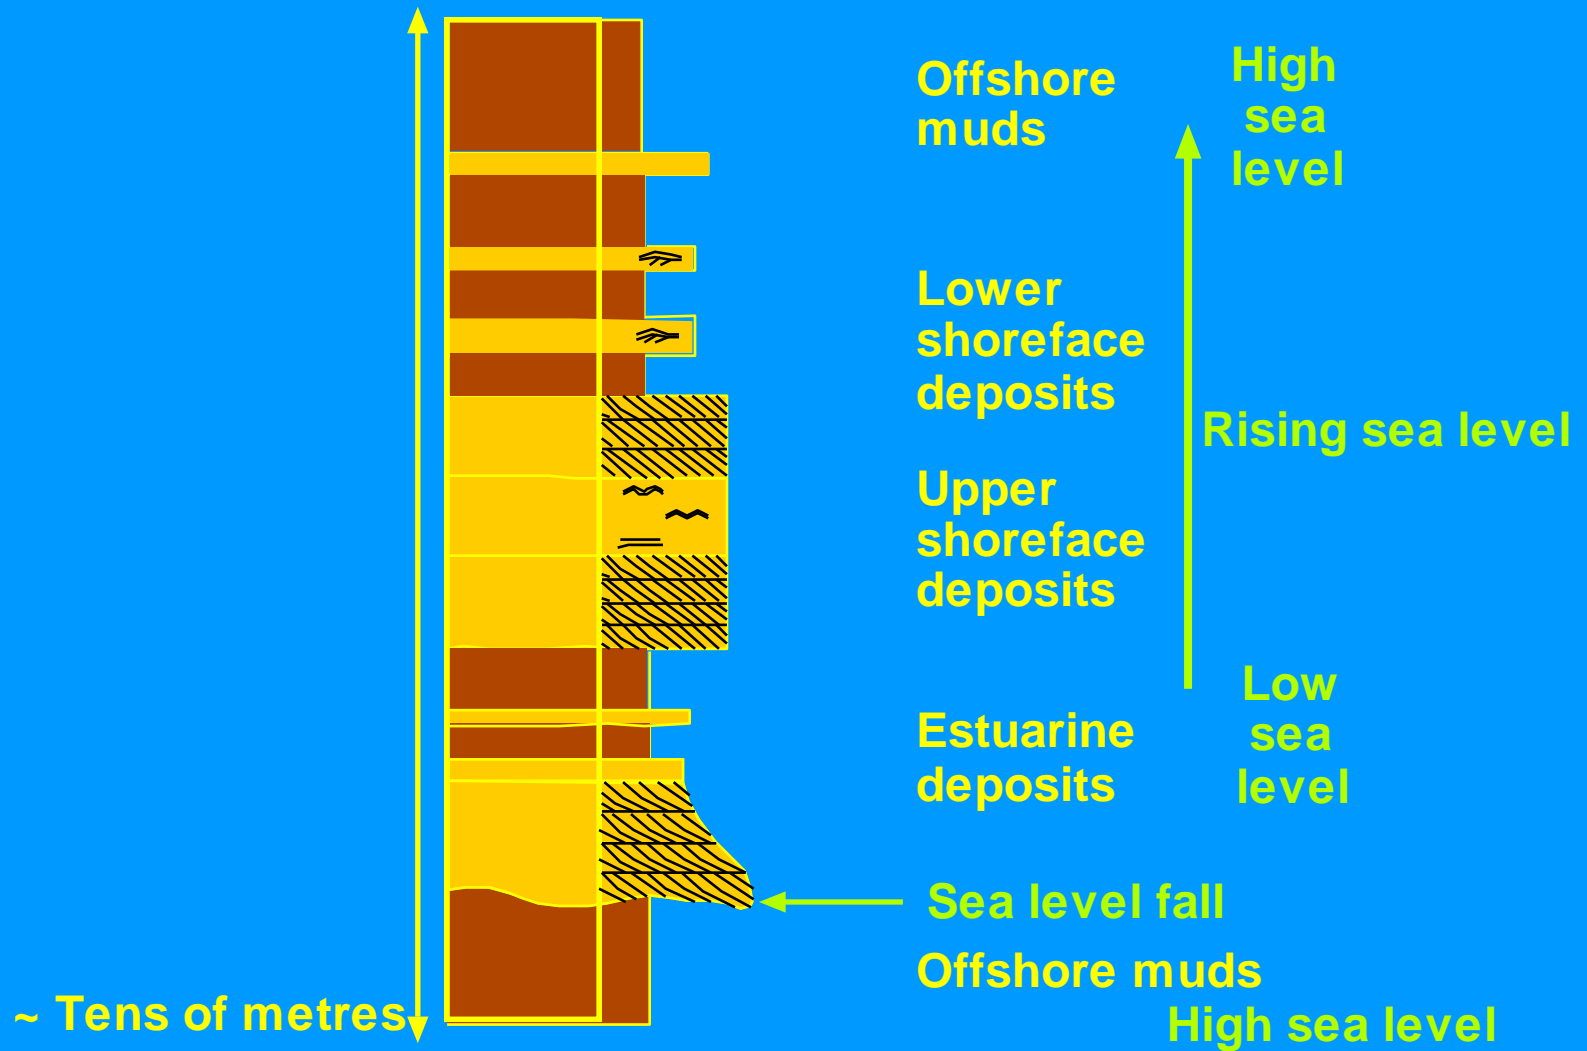 Offshore
muds
High
sea
level
Lower
shoreface
deposits
Rising sea level
Upper
shoreface
deposits
Low
sea
level
Estuarine
deposits
Sea level fall
Offshore muds
~ Tens of metres
High sea level